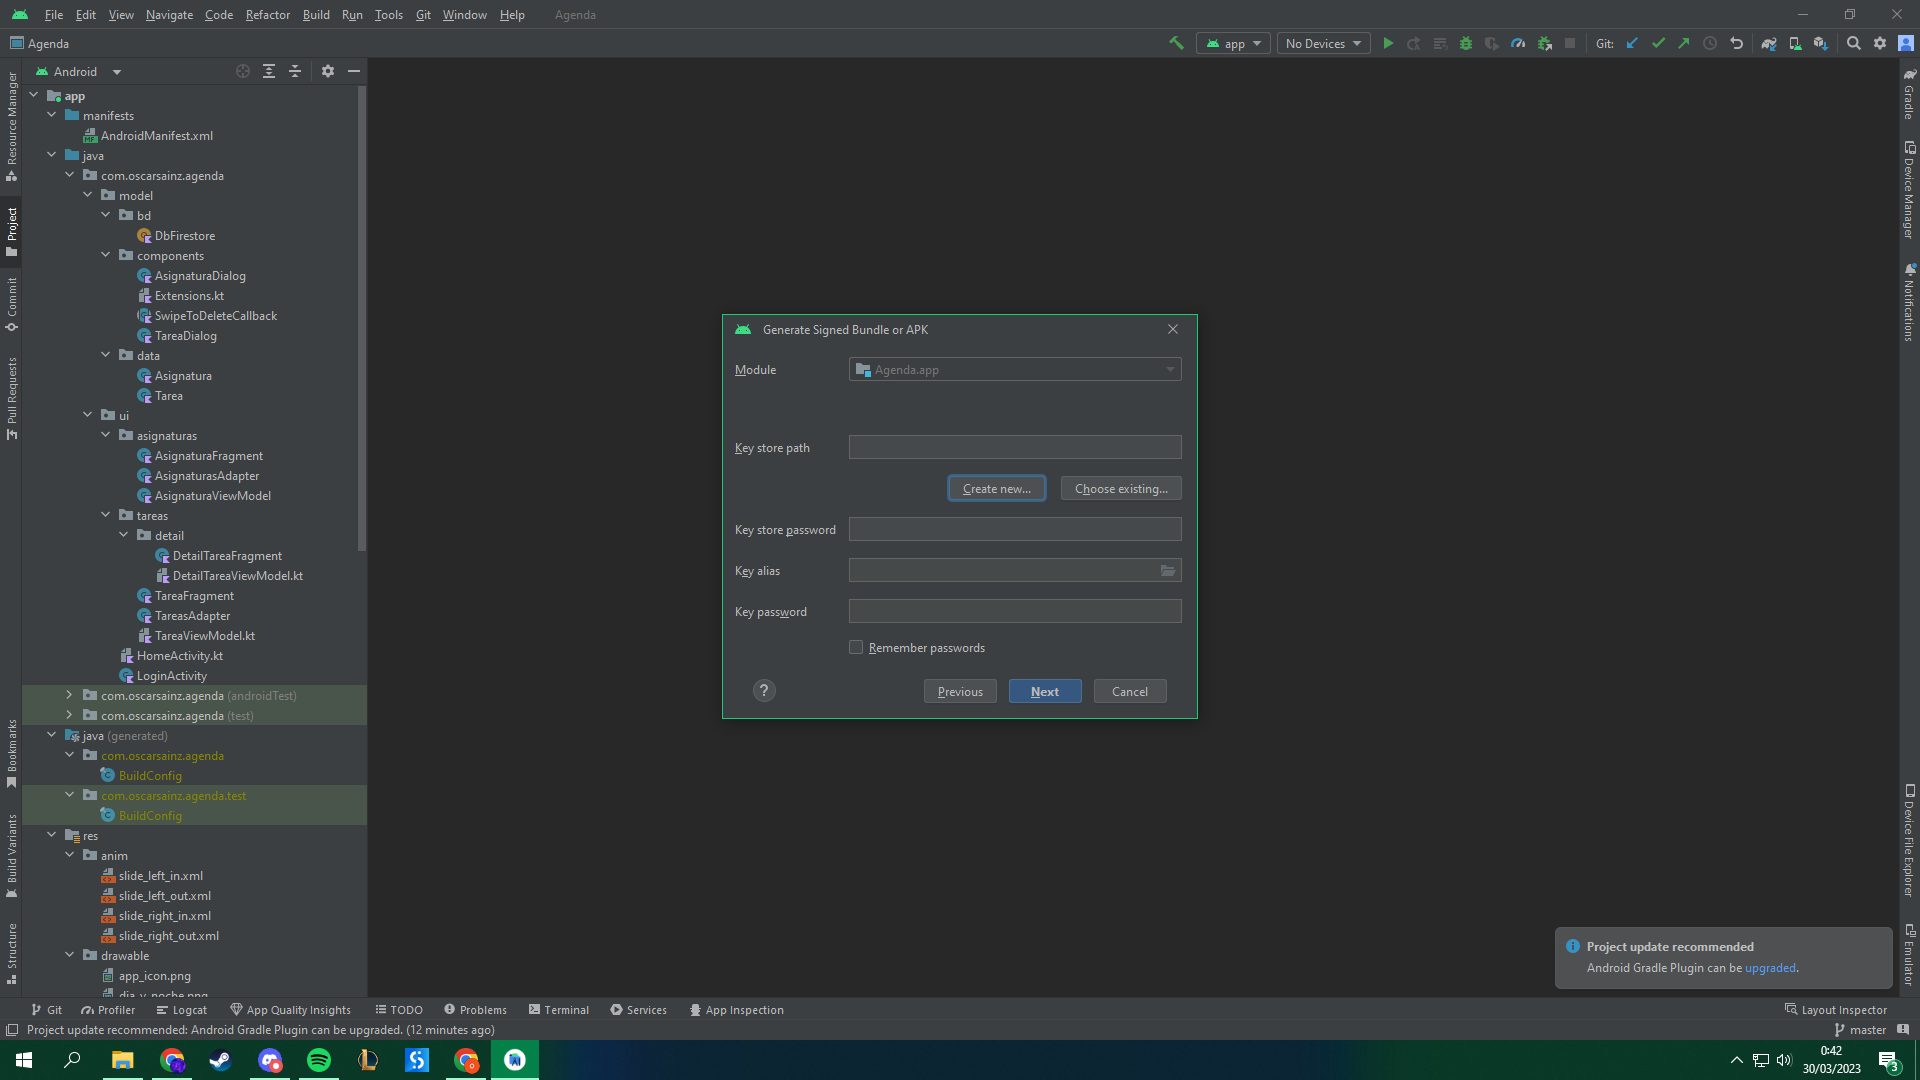 File Edit View Navigate Code Refactor Build Run Tools Git Window Help Agenda
Agenda
app
No Devices
Git:
Android
Resource Manager
Project
Commit
Pull Requests
Bookmarks
Build Variants
Structure
app
manifests
AndroidManifest.xml
java
com.oscarsainz.agenda
model
bd
DbFirestore
components
AsignaturaDialog
Extensions.kt
SwipeToDeleteCallback
TareaDialog
data
Asignatura
Tarea
ui
asignaturas
AsignaturaFragment
AsignaturasAdapter
AsignaturaViewModel
tareas
detail
DetailTareaFragment
DetailTareaViewModel.kt
TareaFragment
TareasAdapter
TareaViewModel.kt
HomeActivity.kt
LoginActivity
com.oscarsainz.agenda (androidTest)
com.oscarsainz.agenda (test)
java (generated)
com.oscarsainz.agenda
BuildConfig
com.oscarsainz.agenda.test
BuildConfig
res
anim
slide_left_in.xml
slide_left_out.xml
slide_right_in.xml
slide_right_out.xml
drawable
app_icon.png
dia_y_noche.png
Generate Signed Bundle or APK
Module
Agenda.app
Key store path
Create new...
Choose existing...
Key store password
Key alias
Key password
Remember passwords
?
Previous
Next
Cancel
Gradle
Device Manager
Notifications
Device File Explorer
Emulator
Project update recommended
Android Gradle Plugin can be upgraded.
Git
Profiler
Logcat
App Quality Insights
TODO
Problems
Terminal
Services
App Inspection
Layout Inspector
Project update recommended: Android Gradle Plugin can be upgraded. (12 minutes ago)
master
0:42
30/03/2023
3